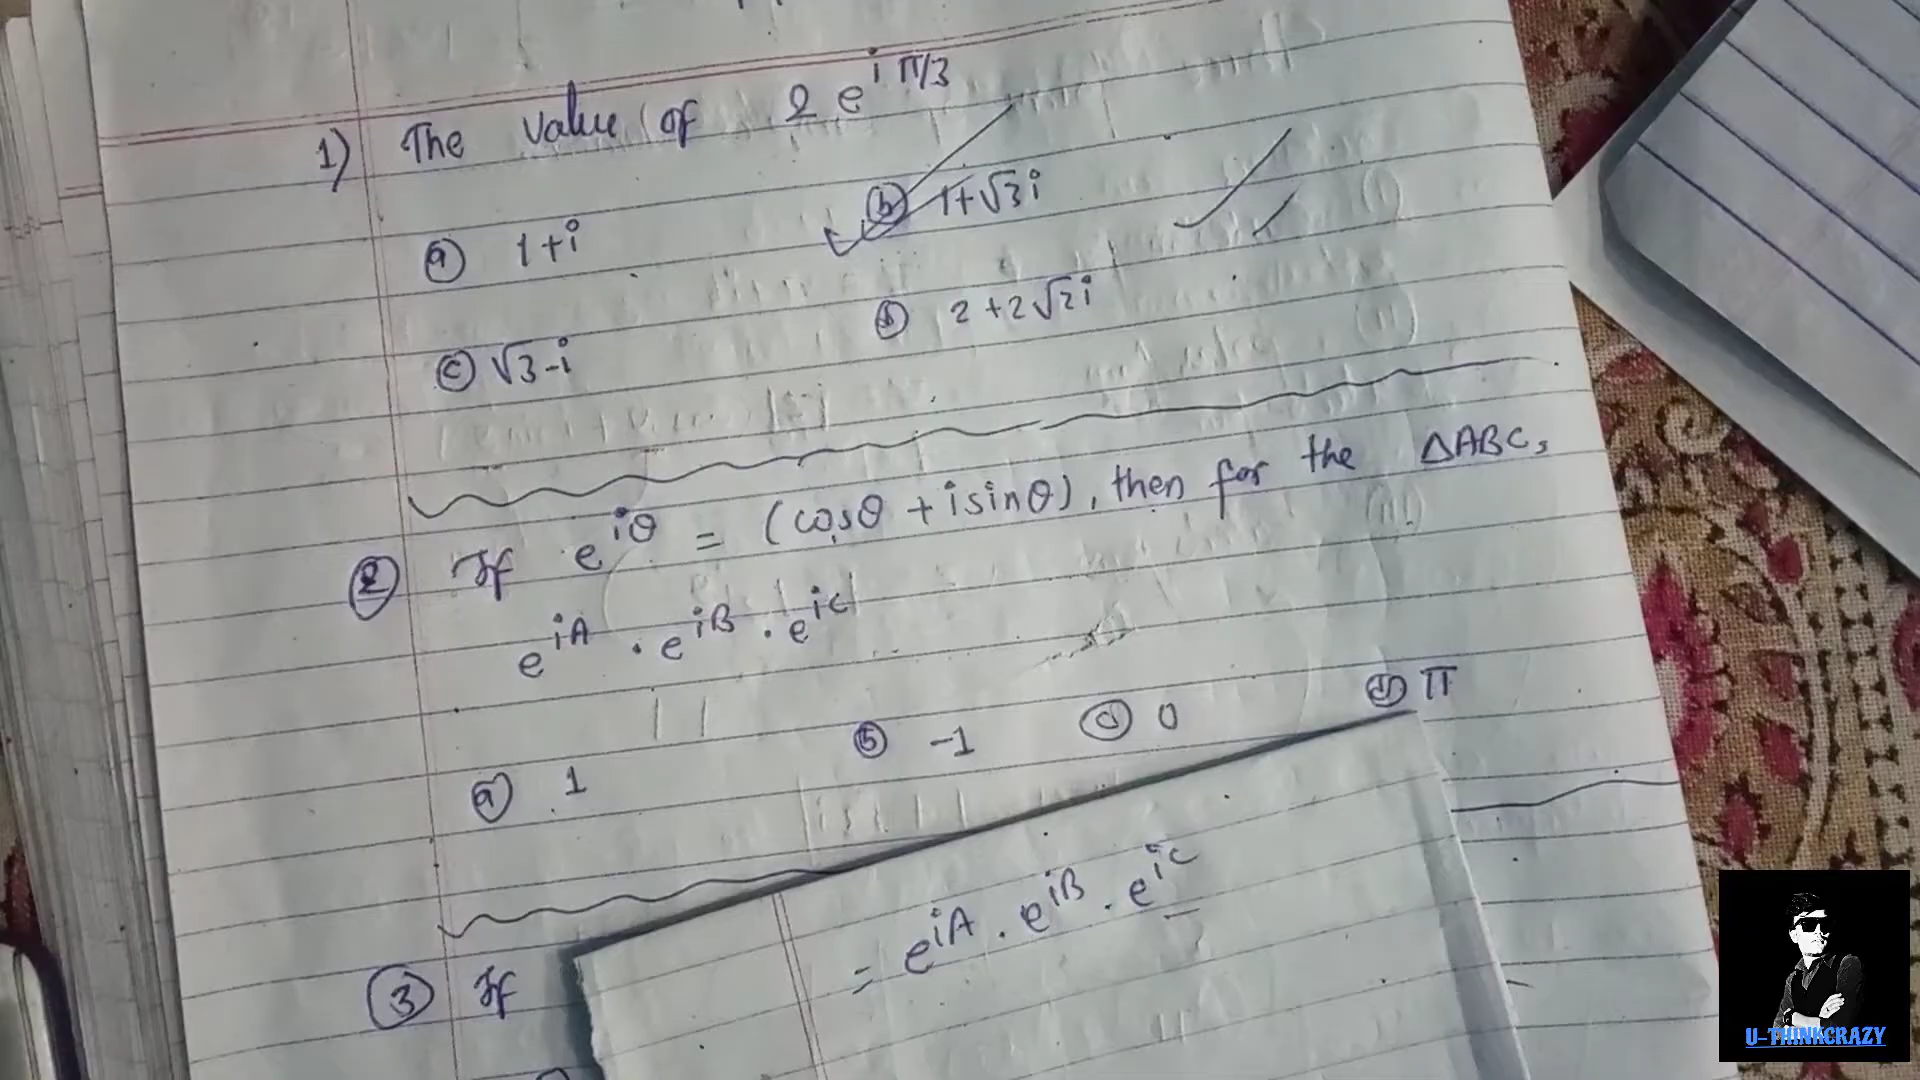 1) The value of 2 e^{iπ/3}
ⓐ 1+i ⓑ 1+√3i
ⓒ √3-i ⓓ 2+2√2i
② If e^{iθ} = (cosθ + isinθ), then for the ΔABC,
e^{iA} . e^{iB} . e^{iC}
ⓐ 1 ⓑ -1 ⓒ 0 ⓓ π
③ If
= e^{iA} . e^{iB} . e^{iC}
U-THINKCRAZY